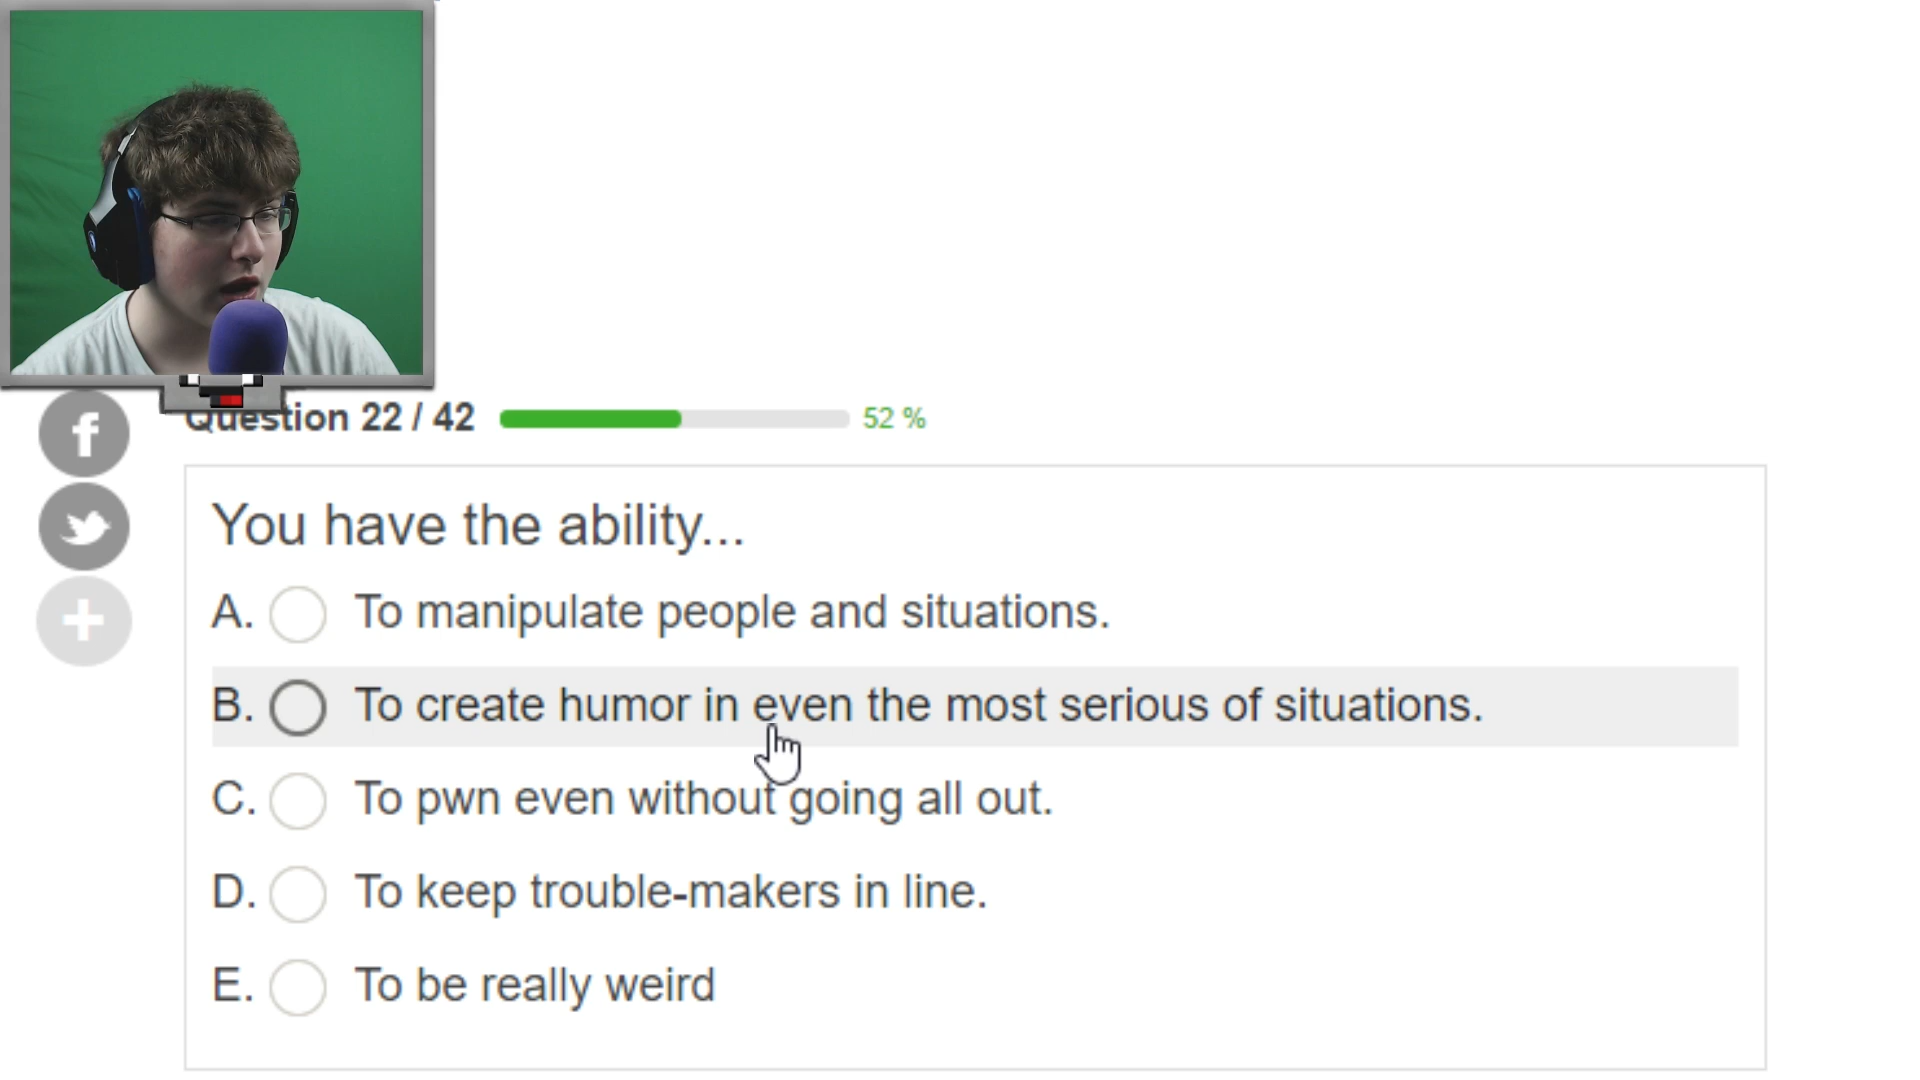 Question 22 / 42 52 %
You have the ability...
A. To manipulate people and situations.
B. To create humor in even the most serious of situations.
C. To pwn even without going all out.
D. To keep trouble-makers in line.
E. To be really weird